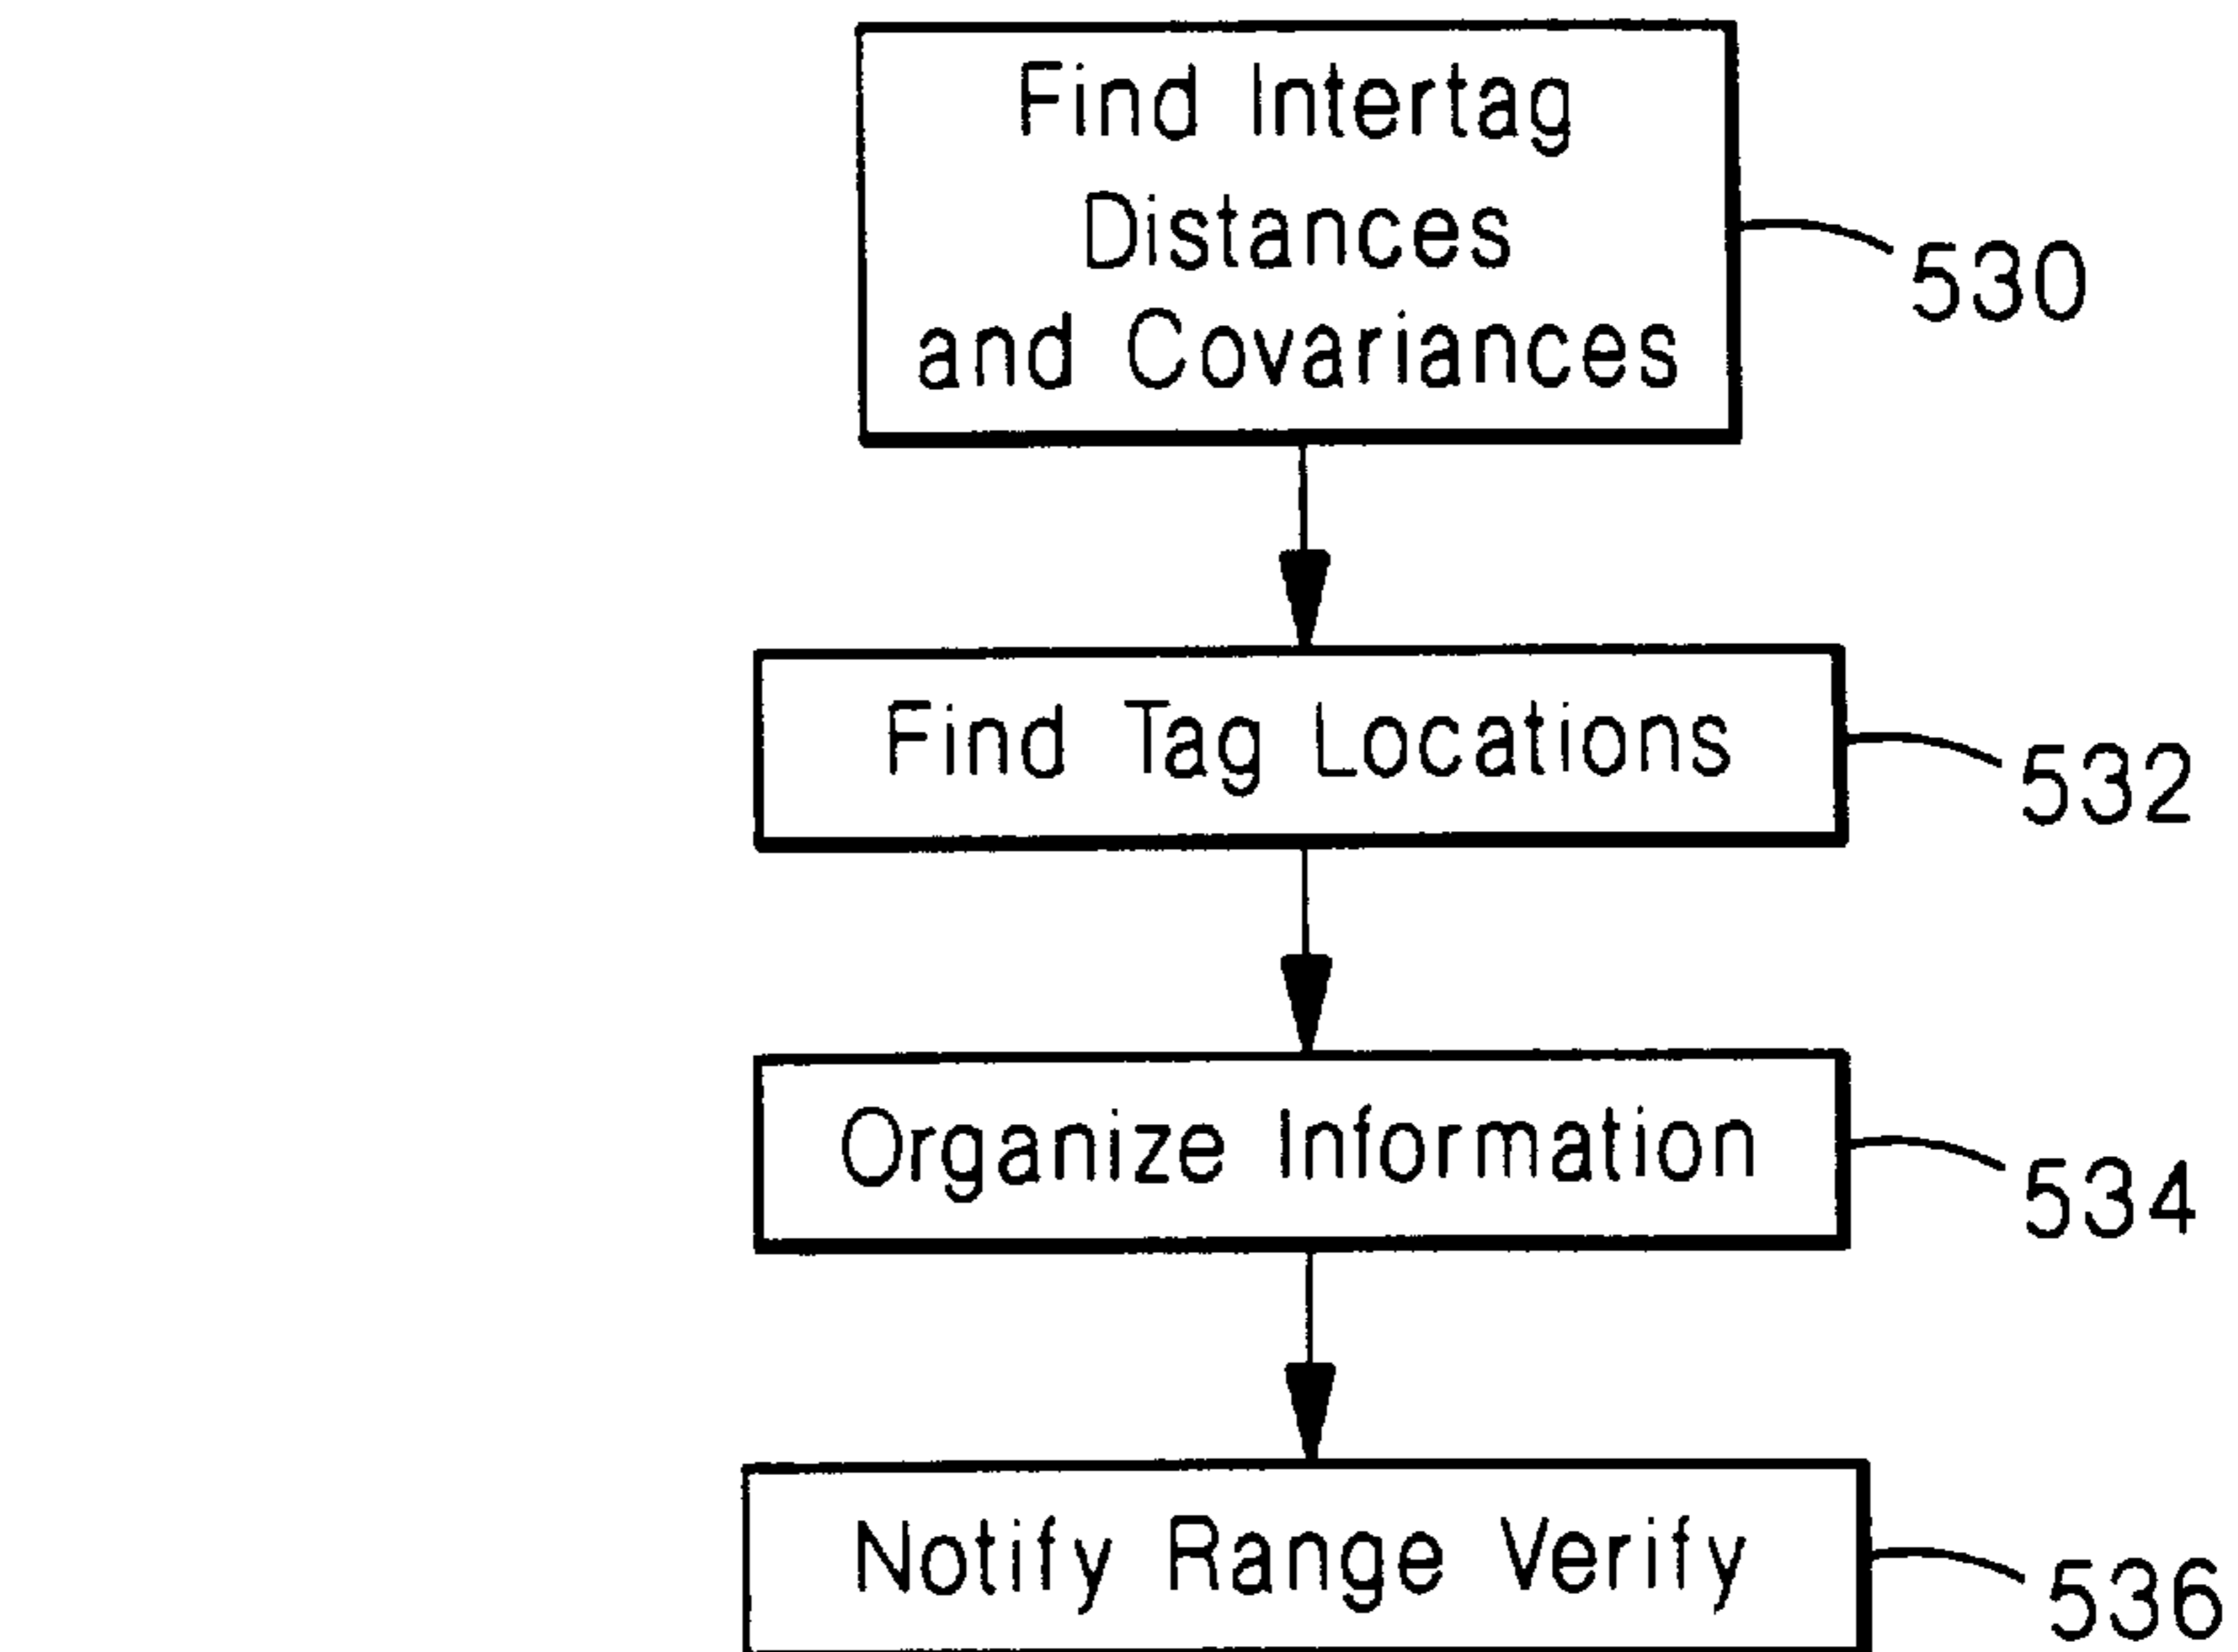 Find Intertag
Distances
and Covariances
530
Find Tag Locations
532
Organize Information
534
Notify Range Verify
536